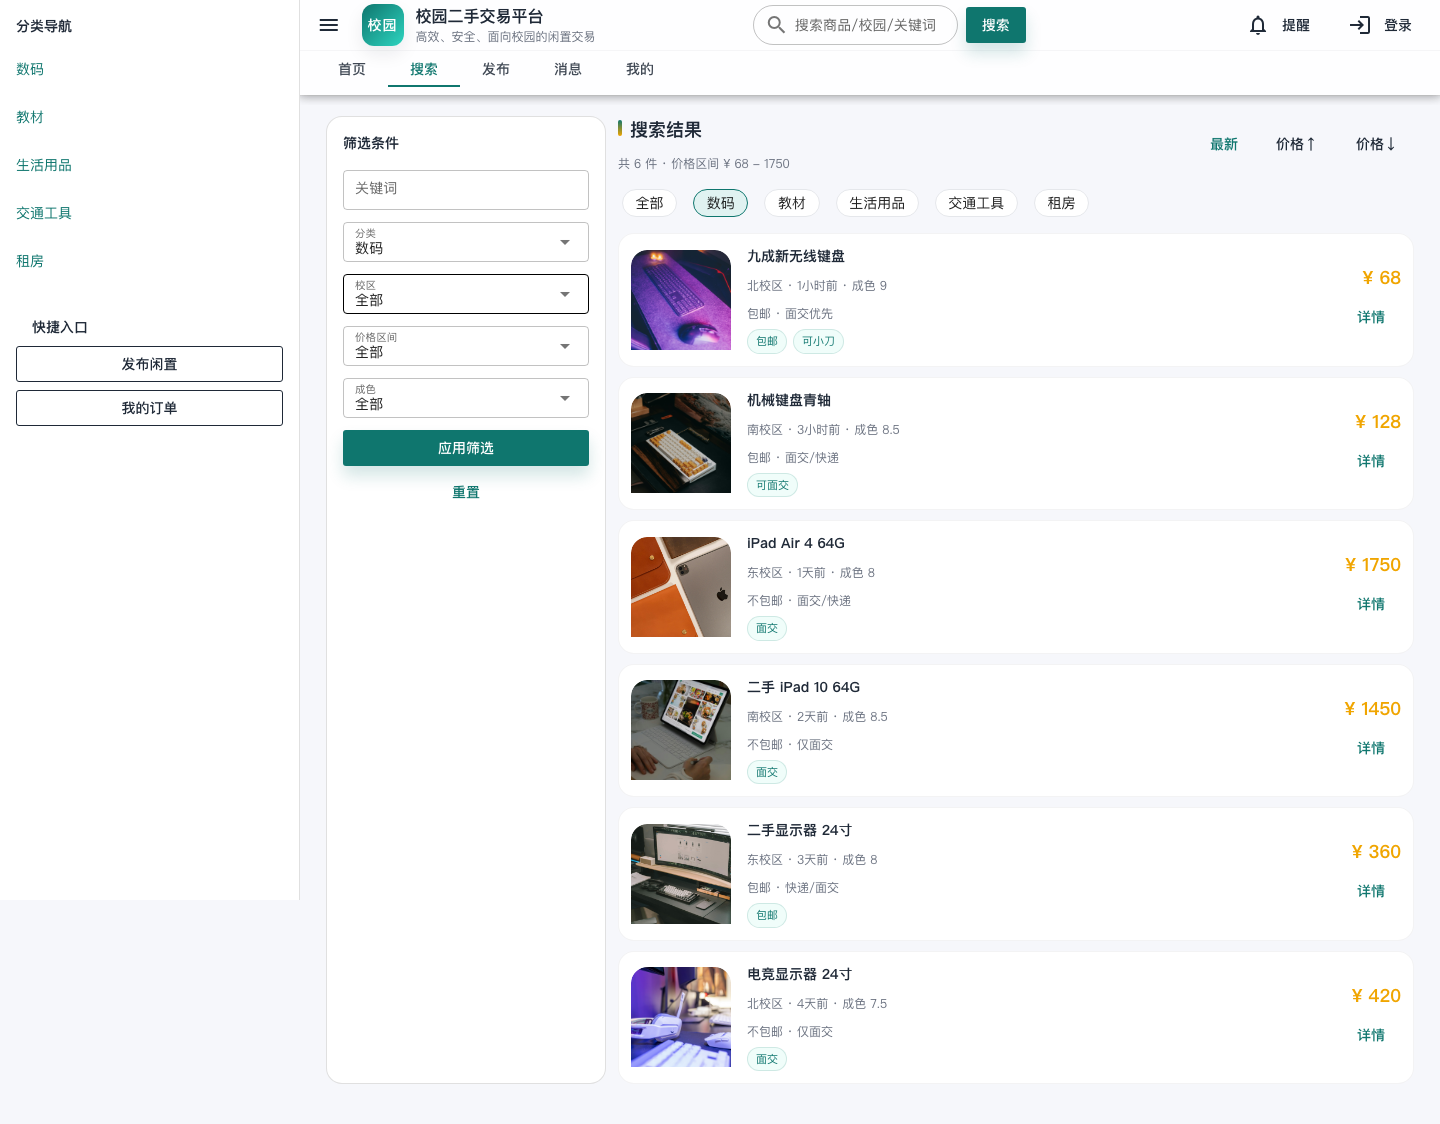 分类导航
数码
教材
生活用品
交通工具
租房
快捷入口
发布闲置
我的订单
校园
校园二手交易平台
高效、安全、面向校园的闲置交易
搜索商品/校园/关键词
搜索
提醒
登录
首页
搜索
发布
消息
我的
筛选条件
关键词
分类
数码
校区
全部
价格区间
全部
成色
全部
应用筛选
重置
搜索结果
共 6 件 · 价格区间 ¥ 68 – 1750
最新
价格↑
价格↓
全部
数码
教材
生活用品
交通工具
租房
九成新无线键盘
北校区 · 1小时前 · 成色 9
包邮 · 面交优先
包邮
可小刀
¥ 68
详情
机械键盘青轴
南校区 · 3小时前 · 成色 8.5
包邮 · 面交/快递
可面交
¥ 128
详情
iPad Air 4 64G
东校区 · 1天前 · 成色 8
不包邮 · 面交/快递
面交
¥ 1750
详情
二手 iPad 10 64G
南校区 · 2天前 · 成色 8.5
不包邮 · 仅面交
面交
¥ 1450
详情
二手显示器 24寸
东校区 · 3天前 · 成色 8
包邮 · 快递/面交
包邮
¥ 360
详情
电竞显示器 24寸
北校区 · 4天前 · 成色 7.5
不包邮 · 仅面交
面交
¥ 420
详情